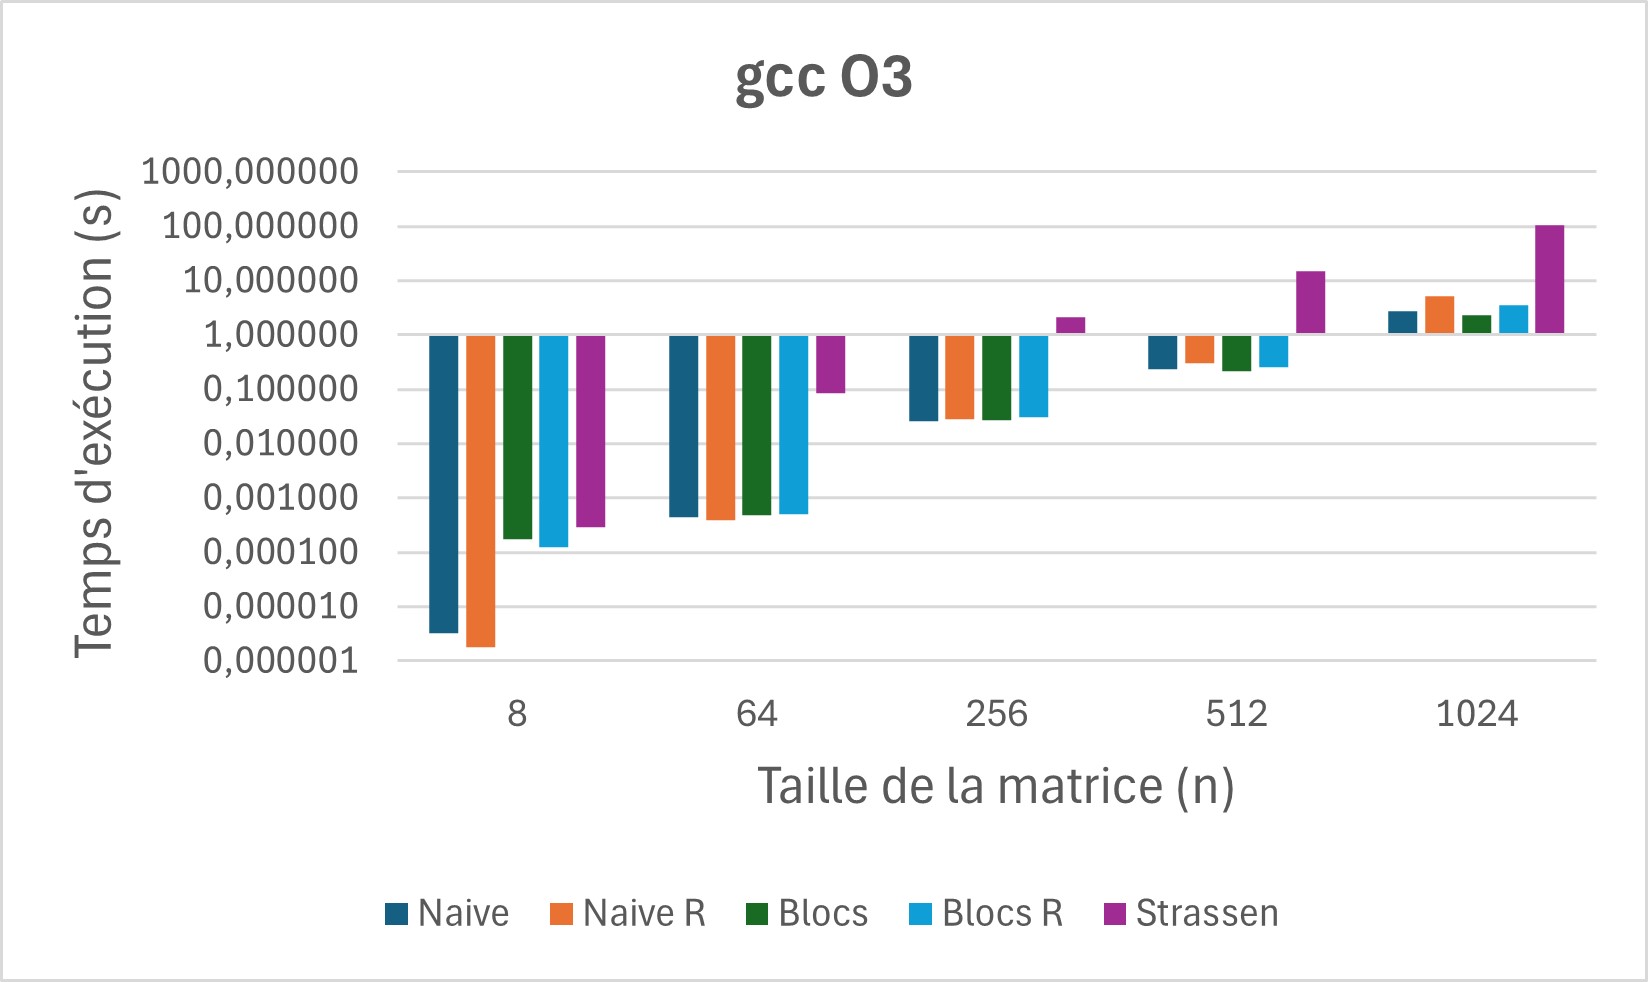 gcc O3
Temps d'exécution (s)
1000,000000
100,000000
10,000000
1,000000
0,100000
0,010000
0,001000
0,000100
0,000010
0,000001
8 64 256 512 1024
Taille de la matrice (n)
Naive Naive R Blocs Blocs R Strassen